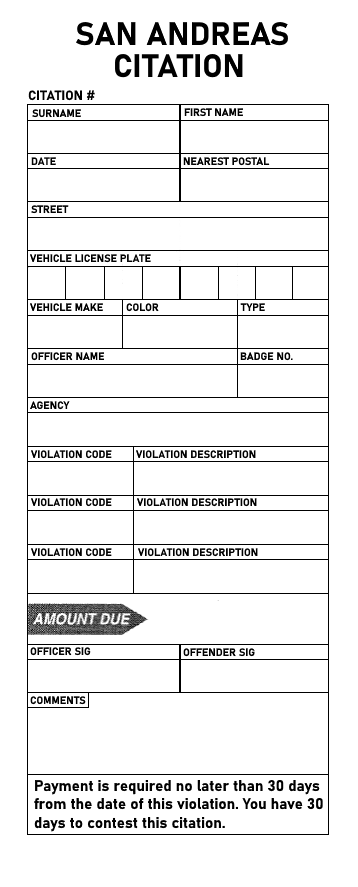 SAN ANDREAS
CITATION
CITATION #
SURNAME FIRST NAME
DATE NEAREST POSTAL
STREET
VEHICLE LICENSE PLATE
VEHICLE MAKE COLOR TYPE
OFFICER NAME BADGE NO.
AGENCY
VIOLATION CODE VIOLATION DESCRIPTION
VIOLATION CODE VIOLATION DESCRIPTION
VIOLATION CODE VIOLATION DESCRIPTION
AMOUNT DUE
OFFICER SIG OFFENDER SIG
COMMENTS
Payment is required no later than 30 days
from the date of this violation. You have 30
days to contest this citation.